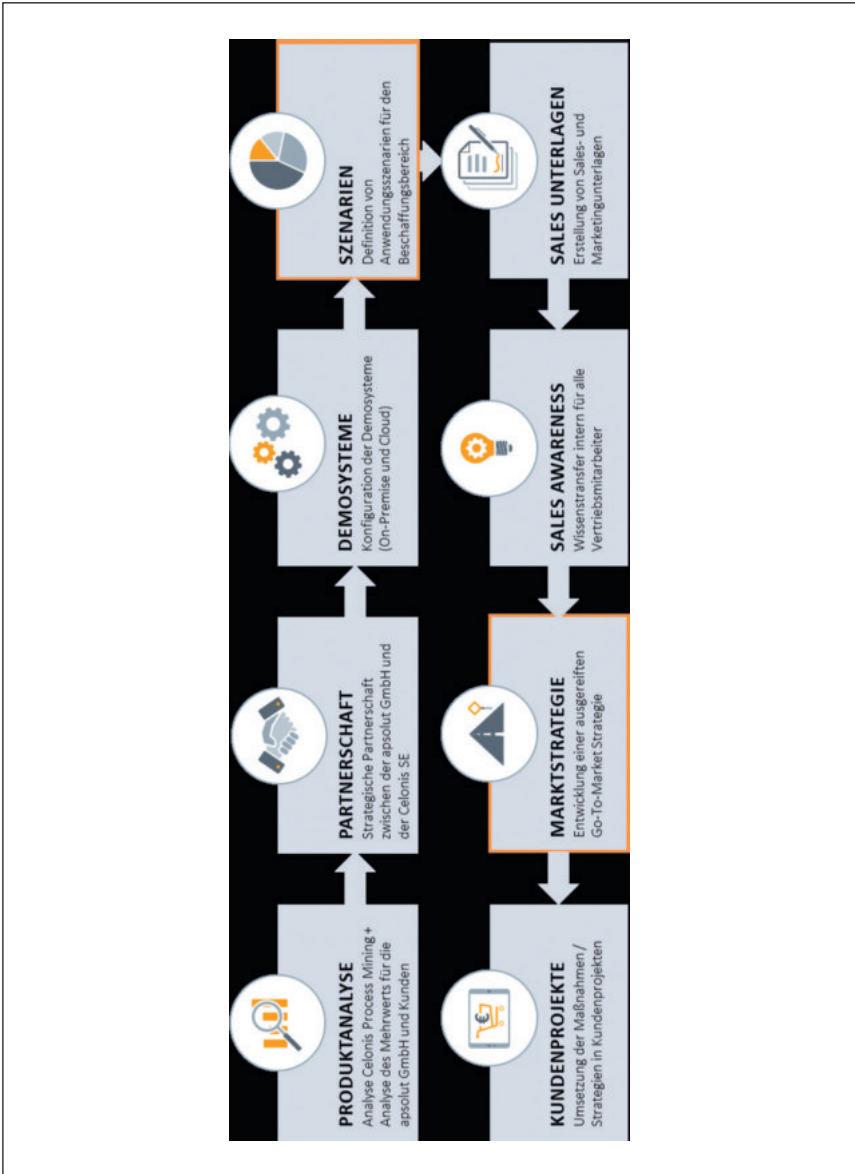 PRODUKTANALYSE
Analyse Celonis Process Mining +
Analyse des Mehrwerts für die
apsolut GmbH und Kunden
PARTNERSCHAFT
Strategische Partnerschaft
zwischen der apsolut GmbH und
der Celonis SE
DEMOSYSTEME
Konfiguration der Demosysteme
(On-Premise und Cloud)
SZENARIEN
Definition von
Anwendungsszenarien für den
Beschaffungsbereich
SALES UNTERLAGEN
Erstellung von Sales- und
Marketingunterlagen
SALES AWARENESS
Wissenstransfer intern für alle
Vertriebsmitarbeiter
MARKTSTRATEGIE
Entwicklung einer ausgereiften
Go-To-Market Strategie
KUNDENPROJEKTE
Umsetzung der Maßnahmen /
Strategien in Kundenprojekten
€